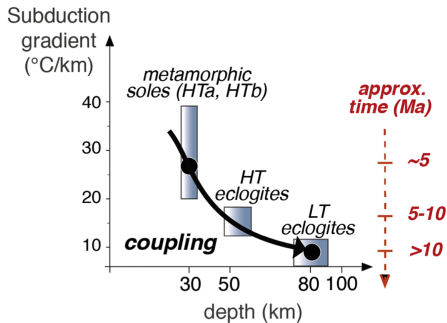 Subduction
gradient
(°C/km)
metamorphic
soles (HTa, HTb)
approx.
time (Ma)
40
30
20
10
HT
eclogites
LT
eclogites
coupling
~5
5-10
>10
30 50 80 100
depth (km)